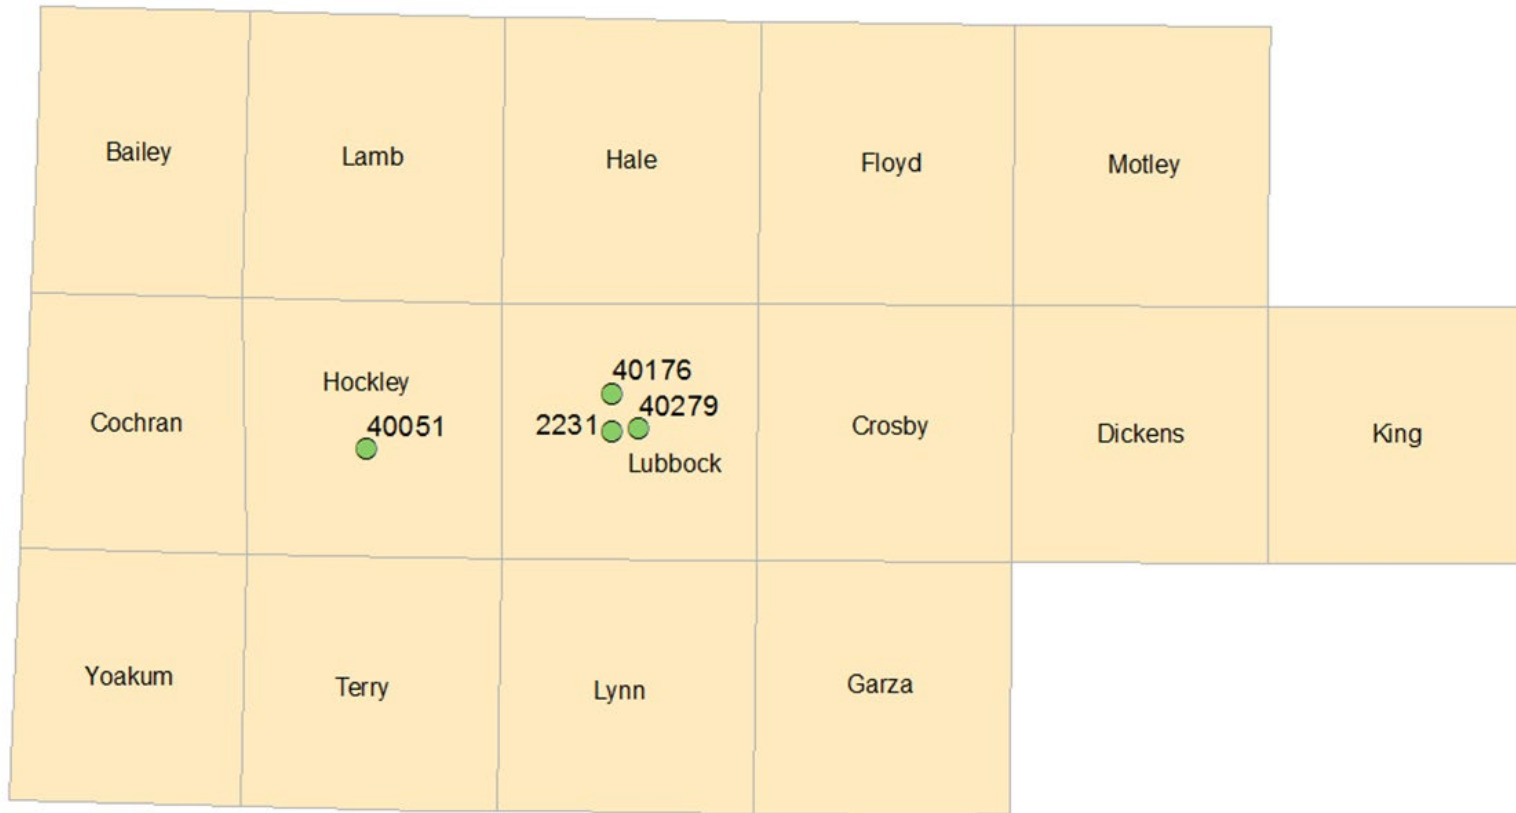 Bailey
Lamb
Hale
Floyd
Motley
Cochran
Hockley
40051
40176
40279
2231
Lubbock
Crosby
Dickens
King
Yoakum
Terry
Lynn
Garza